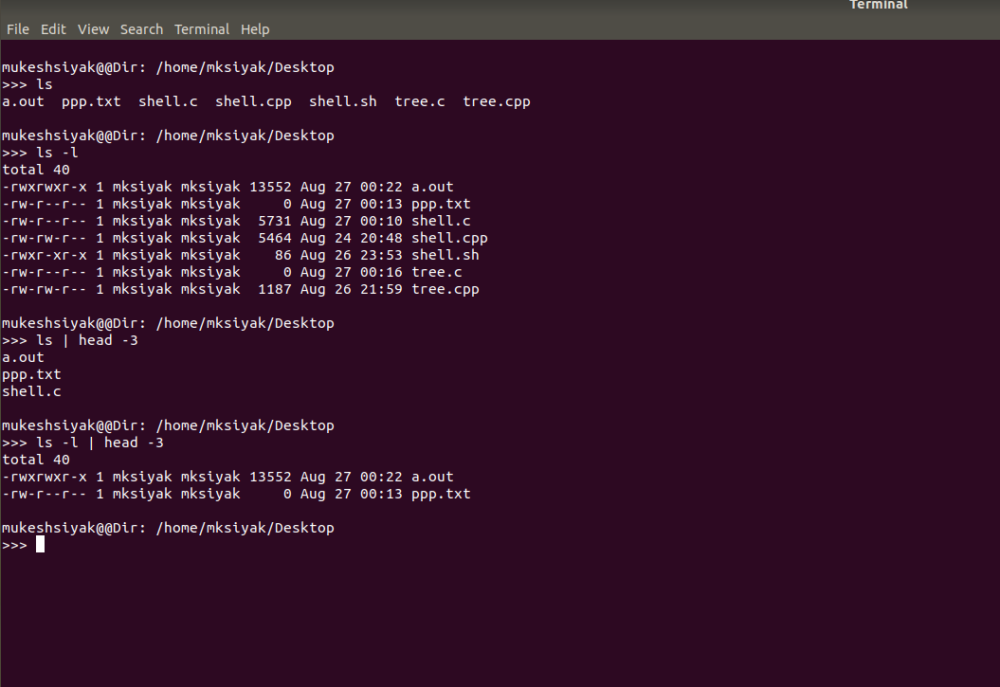 Terminal
File Edit View Search Terminal Help
mukeshsiyak@@Dir: /home/mksiyak/Desktop
>>> ls
a.out  ppp.txt  shell.c  shell.cpp  shell.sh  tree.c  tree.cpp
mukeshsiyak@@Dir: /home/mksiyak/Desktop
>>> ls -l
total 40
-rwxrwxr-x 1 mksiyak mksiyak 13552 Aug 27 00:22 a.out
-rw-r--r-- 1 mksiyak mksiyak     0 Aug 27 00:13 ppp.txt
-rw-r--r-- 1 mksiyak mksiyak  5731 Aug 27 00:10 shell.c
-rw-rw-r-- 1 mksiyak mksiyak  5464 Aug 24 20:48 shell.cpp
-rwxr-xr-x 1 mksiyak mksiyak    86 Aug 26 23:53 shell.sh
-rw-r--r-- 1 mksiyak mksiyak     0 Aug 27 00:16 tree.c
-rw-rw-r-- 1 mksiyak mksiyak  1187 Aug 26 21:59 tree.cpp
mukeshsiyak@@Dir: /home/mksiyak/Desktop
>>> ls | head -3
a.out
ppp.txt
shell.c
mukeshsiyak@@Dir: /home/mksiyak/Desktop
>>> ls -l | head -3
total 40
-rwxrwxr-x 1 mksiyak mksiyak 13552 Aug 27 00:22 a.out
-rw-r--r-- 1 mksiyak mksiyak     0 Aug 27 00:13 ppp.txt
mukeshsiyak@@Dir: /home/mksiyak/Desktop
>>>